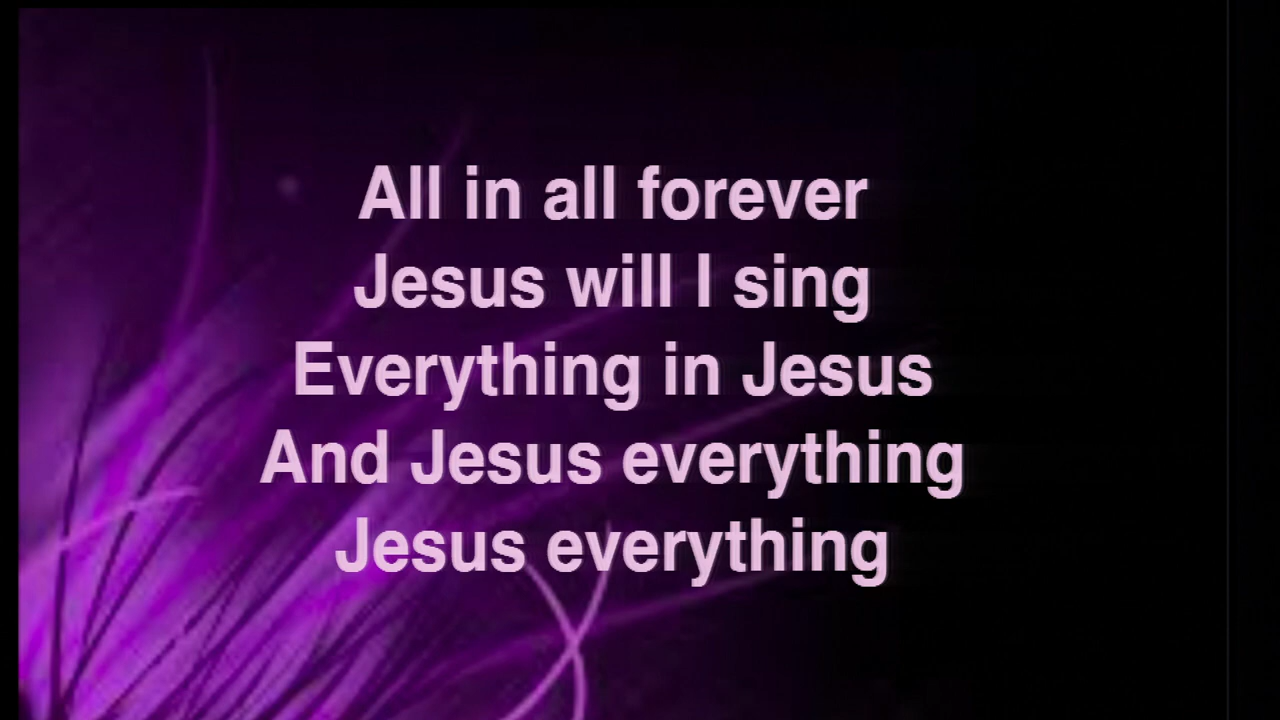 All in all forever
Jesus will I sing
Everything in Jesus
And Jesus everything
Jesus everything